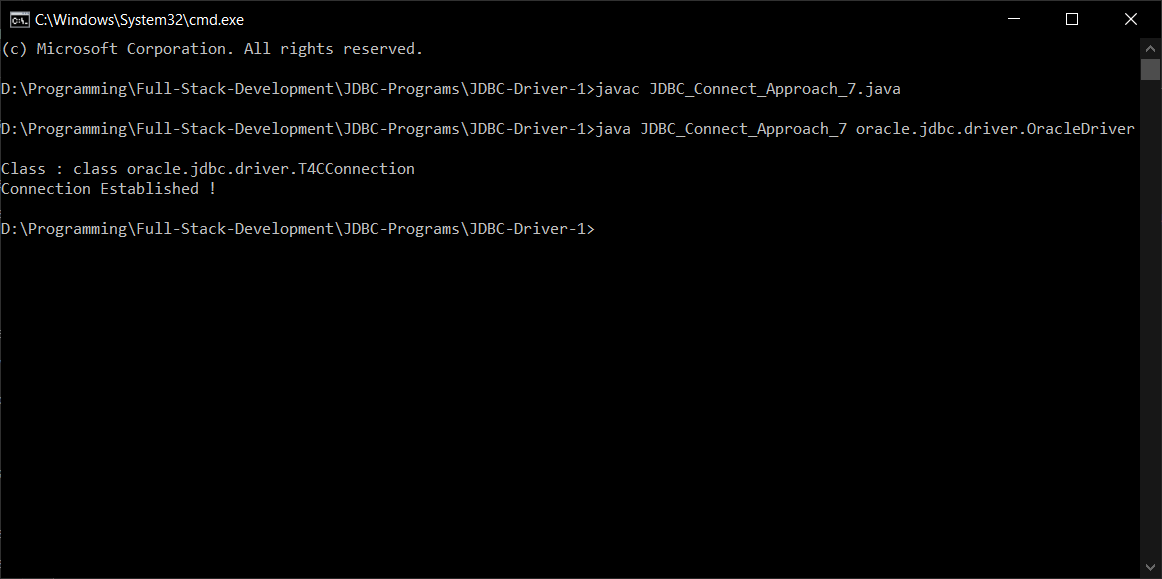 C:\Windows\System32\cmd.exe
(c) Microsoft Corporation. All rights reserved.
D:\Programming\Full-Stack-Development\JDBC-Programs\JDBC-Driver-1>javac JDBC_Connect_Approach_7.java
D:\Programming\Full-Stack-Development\JDBC-Programs\JDBC-Driver-1>java JDBC_Connect_Approach_7 oracle.jdbc.driver.OracleDriver
Class : class oracle.jdbc.driver.T4CConnection
Connection Established !
D:\Programming\Full-Stack-Development\JDBC-Programs\JDBC-Driver-1>